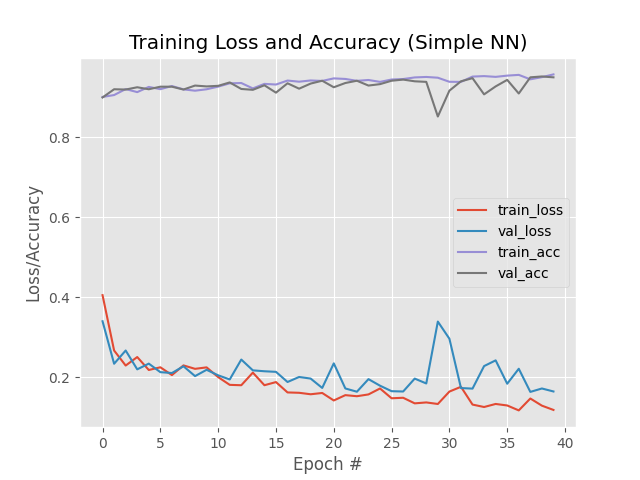 Training Loss and Accuracy (Simple NN)
Loss/Accuracy
0.8
0.6
0.4
0.2
train_loss
val_loss
train_acc
val_acc
0 5 10 15 20 25 30 35 40
Epoch #